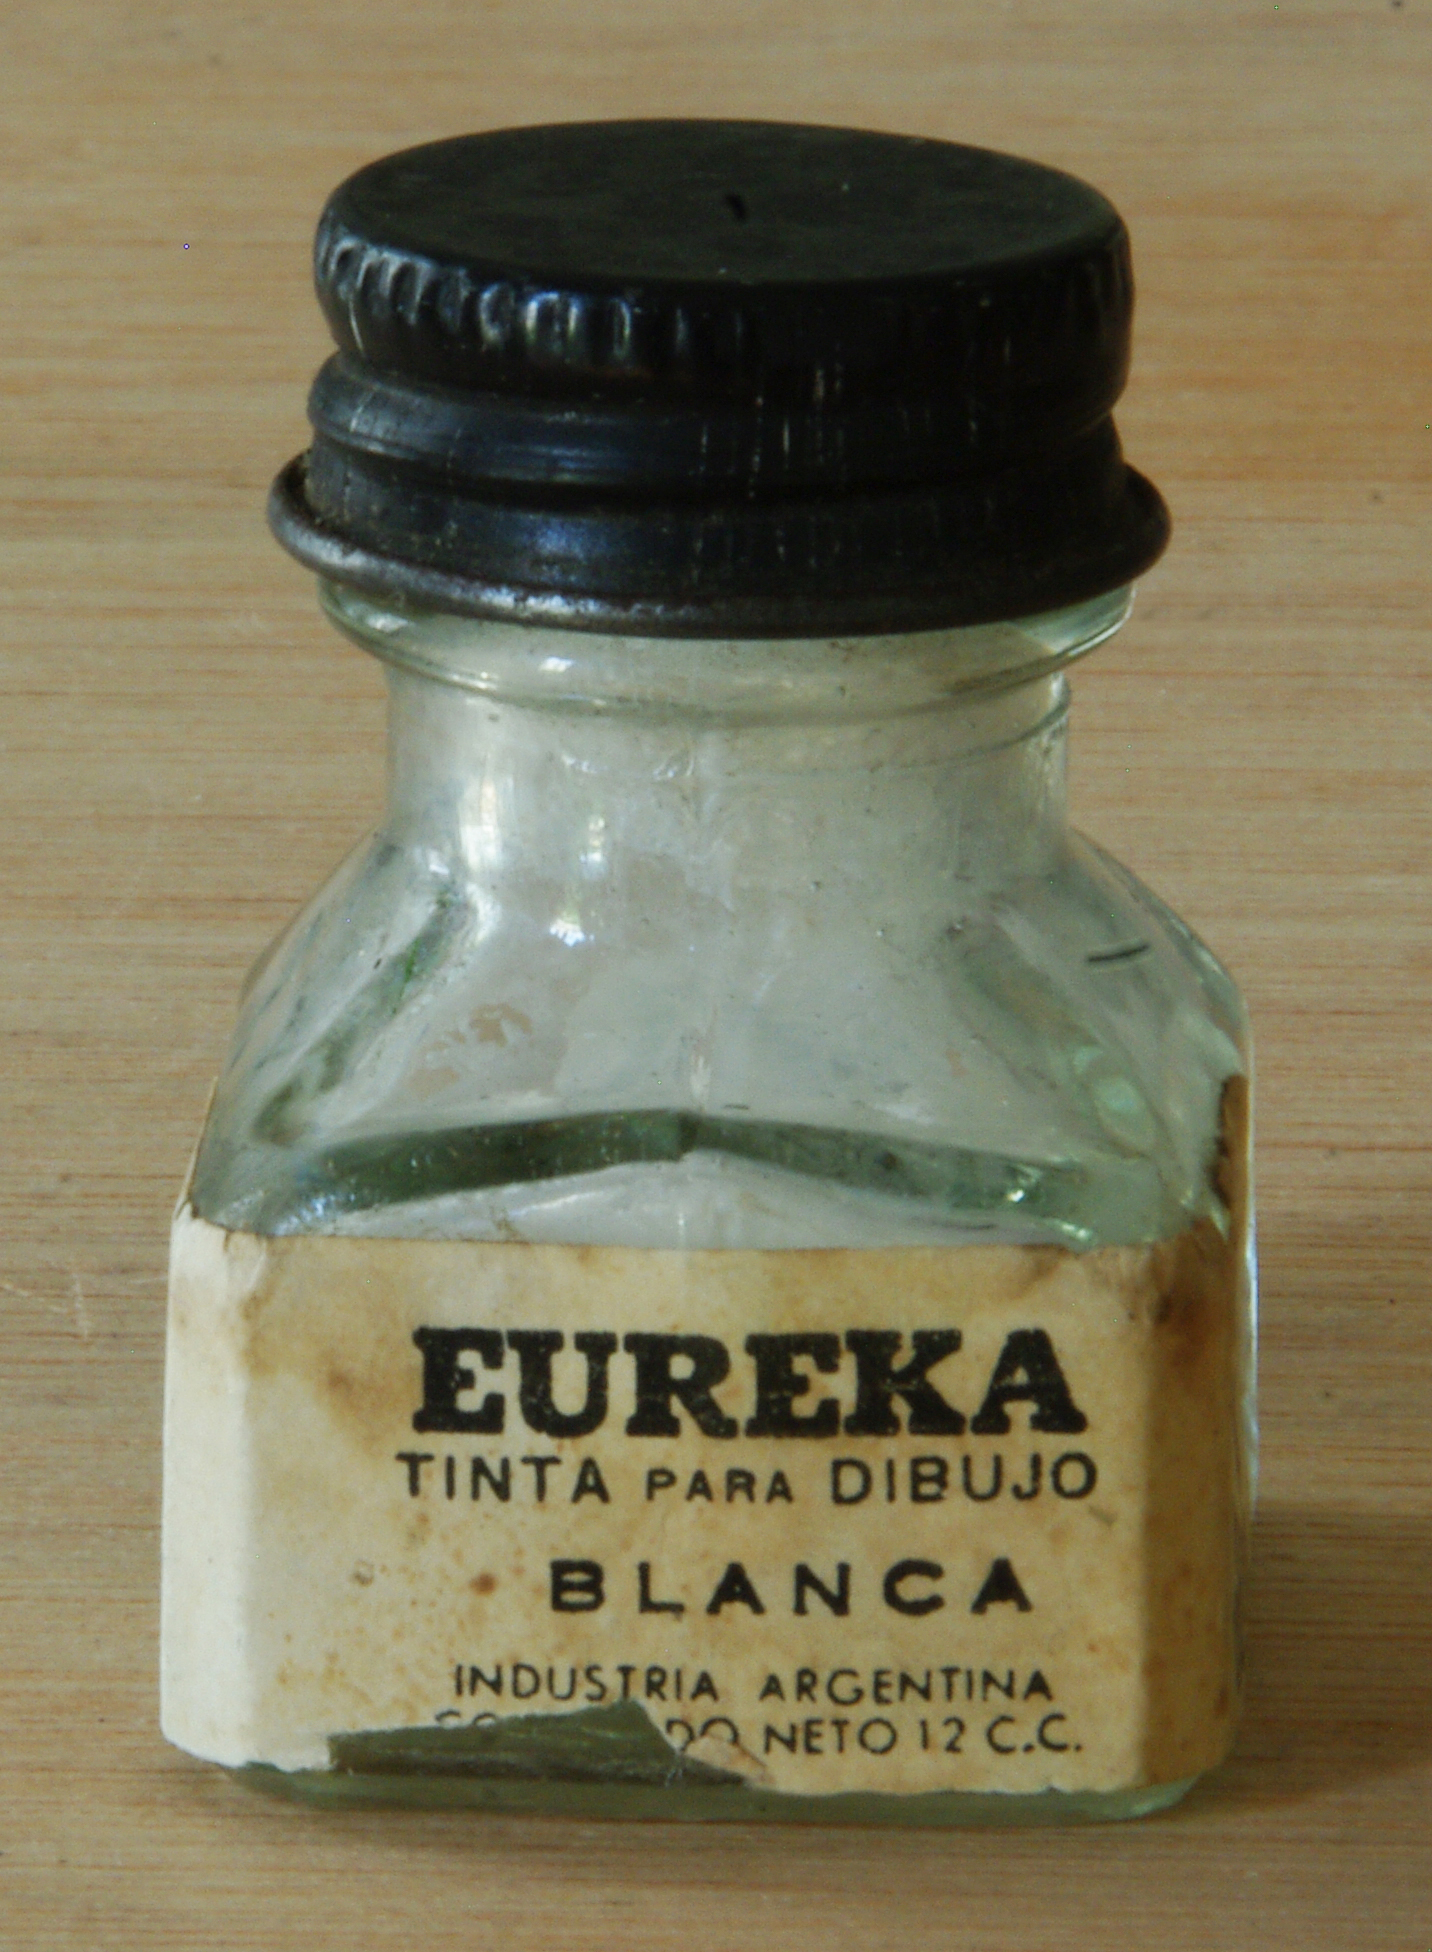 EUREKA
TINTA PARA DIBUJO
BLANCA
INDUSTRIA ARGENTINA
NETO 12 C.C.